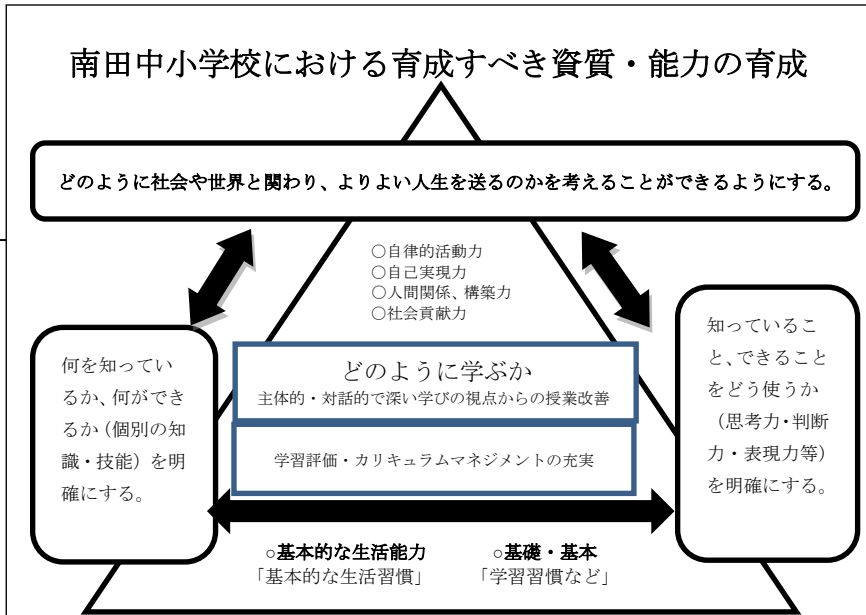 南田中小学校における育成すべき資質・能力の育成
どのように社会や世界と関わり、よりよい人生を送るのかを考えることができるようにする。
○自律的活動力
○自己実現力
○人間関係、構築力
○社会貢献力
何を知ってい
るか、何ができ
るか（個別の知
識・技能）を明
確にする。
どのように学ぶか
主体的・対話的で深い学びの視点からの授業改善
学習評価・カリキュラムマネジメントの充実
知っているこ
と、できること
をどう使うか
（思考力・判断
力・表現力等）
を明確にする。
○基本的な生活能力 ○基礎・基本
「基本的な生活習慣」 「学習習慣など」